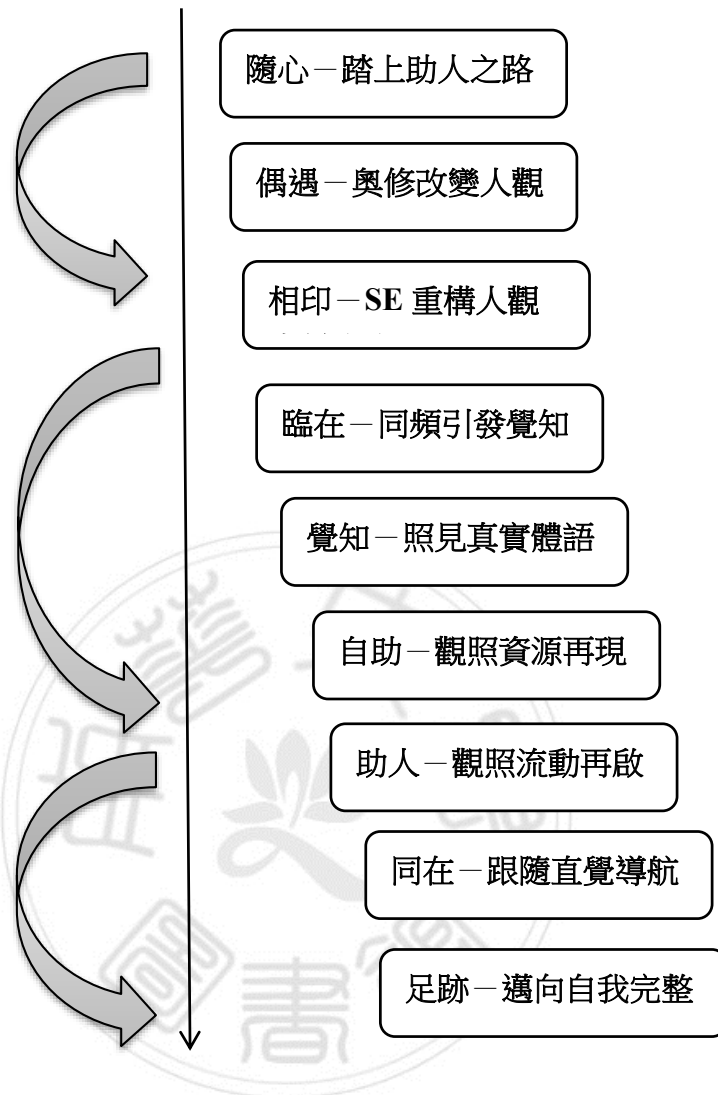 隨心－踏上助人之路
偶遇－奧修改變人觀
相印－SE 重構人觀
臨在－同頻引發覺知
覺知－照見真實體語
自助－觀照資源再現
助人－觀照流動再啟
同在－跟隨直覺導航
足跡－邁向自我完整